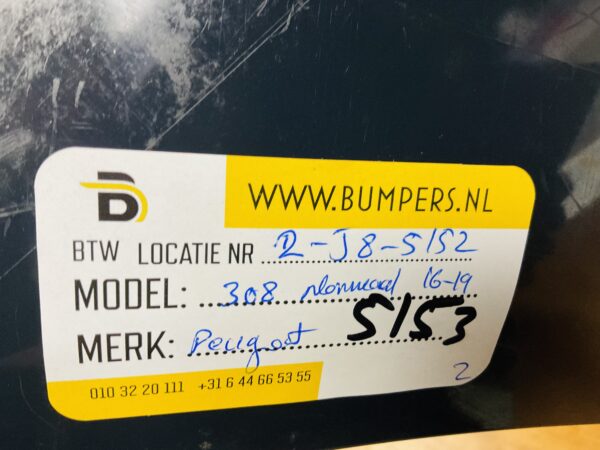 WWW.BUMPERS.NL
BTW LOCATIE NR R-J8-5152
MODEL: 308 Normaal 16-19
MERK: Peugeot 5153
010 32 20 111 +31 6 44 66 53 55
2